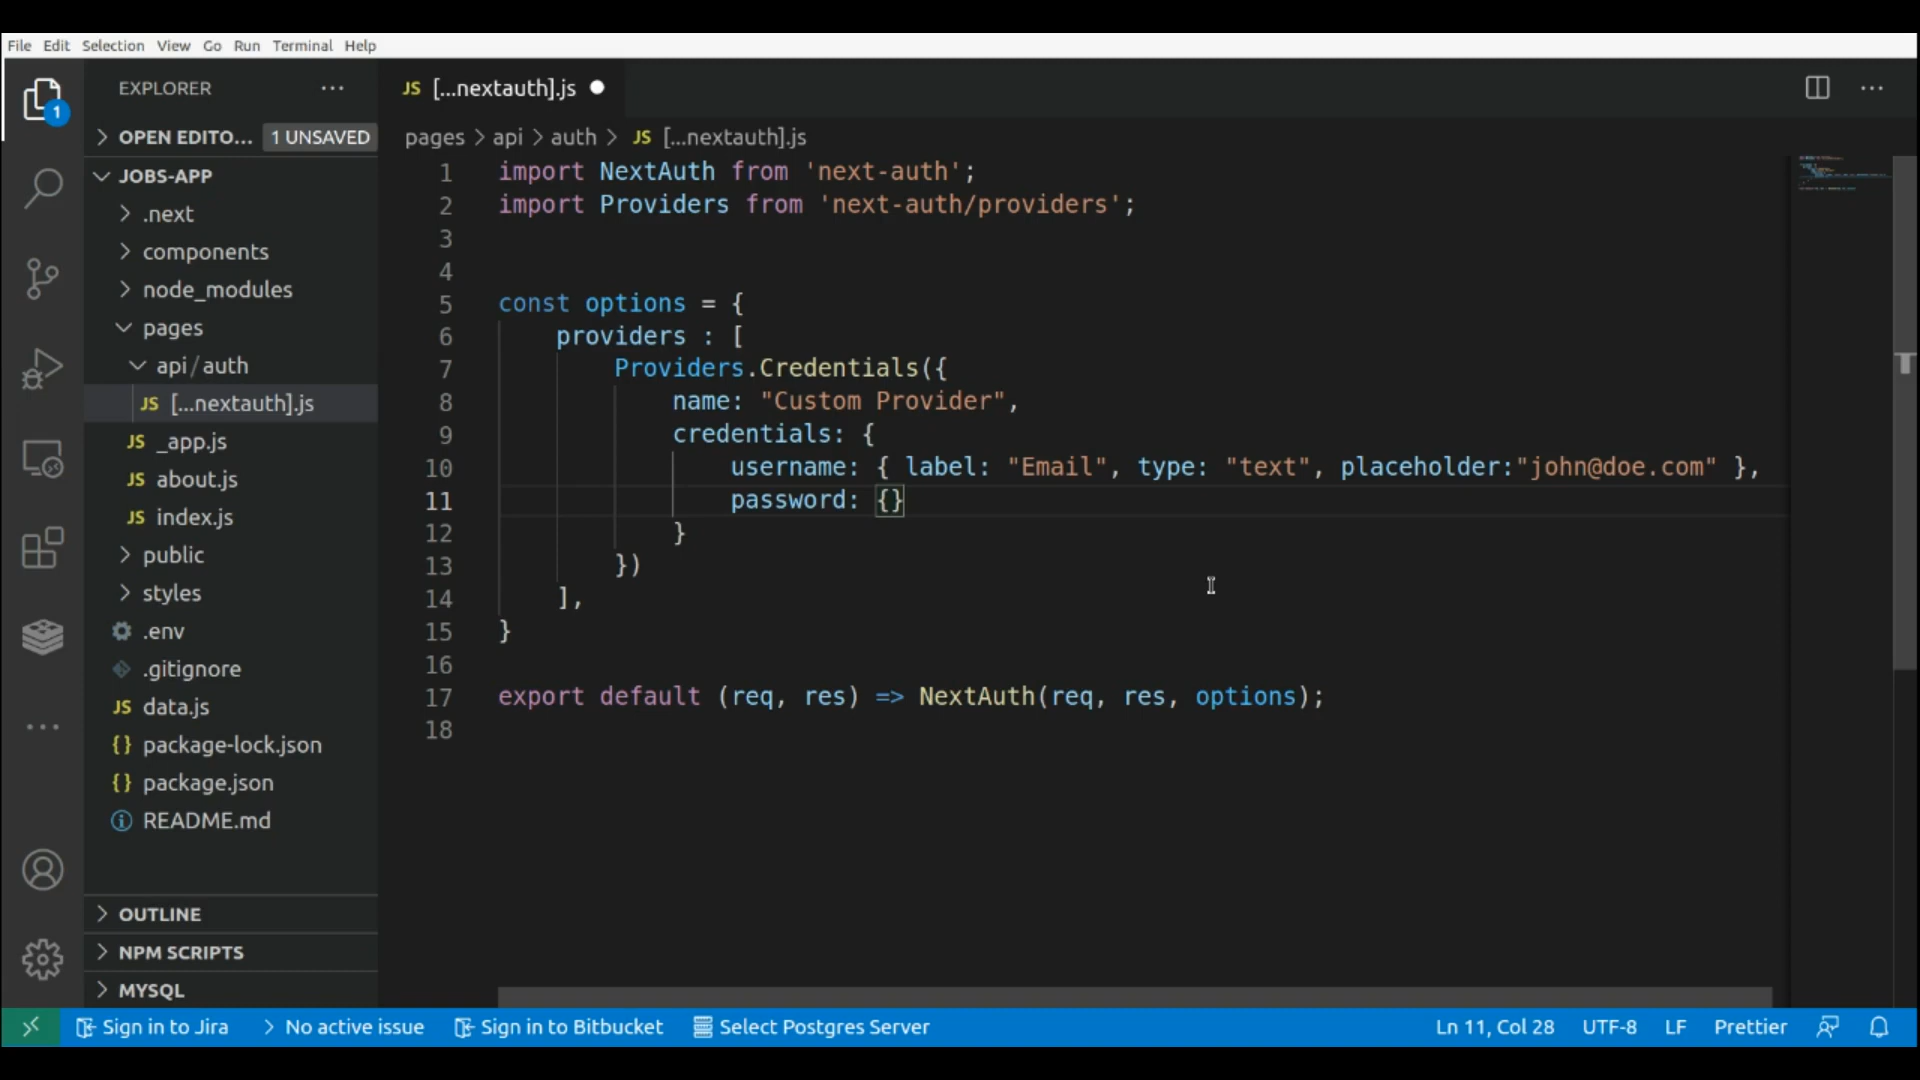 File Edit Selection View Go Run Terminal Help
EXPLORER ···
OPEN EDITO... 1 UNSAVED
JOBS-APP
.next
components
node_modules
pages
api/auth
JS [...nextauth].js
JS _app.js
JS about.js
JS index.js
public
styles
.env
.gitignore
JS data.js
{} package-lock.json
{} package.json
README.md
OUTLINE
NPM SCRIPTS
MYSQL
1
JS [...nextauth].js ●
pages > api > auth > JS [...nextauth].js
1 import NextAuth from 'next-auth';
2 import Providers from 'next-auth/providers';
3
4
5 const options = {
6 providers : [
7 Providers.Credentials({
8 name: "Custom Provider",
9 credentials: {
10 username: { label: "Email", type: "text", placeholder:"john@doe.com" },
11 password: {}
12 }
13 })
14 ],
15 }
16
17 export default (req, res) => NextAuth(req, res, options);
18
Sign in to Jira > No active issue Sign in to Bitbucket Select Postgres Server Ln 11, Col 28 UTF-8 LF Prettier